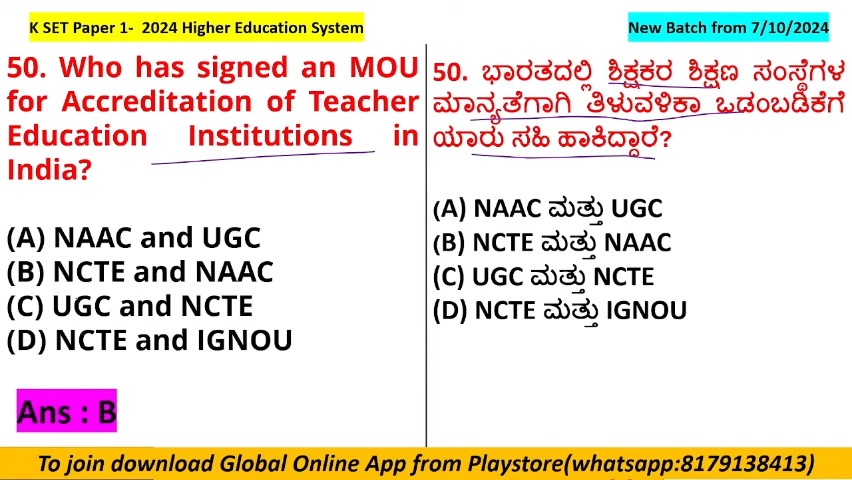 K SET Paper 1- 2024 Higher Education System
New Batch from 7/10/2024
50. Who has signed an MOU
for Accreditation of Teacher
Education Institutions in
India?
(A) NAAC and UGC
(B) NCTE and NAAC
(C) UGC and NCTE
(D) NCTE and IGNOU
Ans : B
50. ಭಾರತದಲ್ಲಿ ಶಿಕ್ಷಕರ ಶಿಕ್ಷಣ ಸಂಸ್ಥೆಗಳ
ಮಾನ್ಯತೆಗಾಗಿ ತಿಳುವಳಿಕಾ ಒಡಂಬಡಿಕೆಗೆ
ಯಾರು ಸಹಿ ಹಾಕಿದ್ದಾರೆ?
(A) NAAC ಮತ್ತು UGC
(B) NCTE ಮತ್ತು NAAC
(C) UGC ಮತ್ತು NCTE
(D) NCTE ಮತ್ತು IGNOU
To join download Global Online App from Playstore(whatsapp:8179138413)